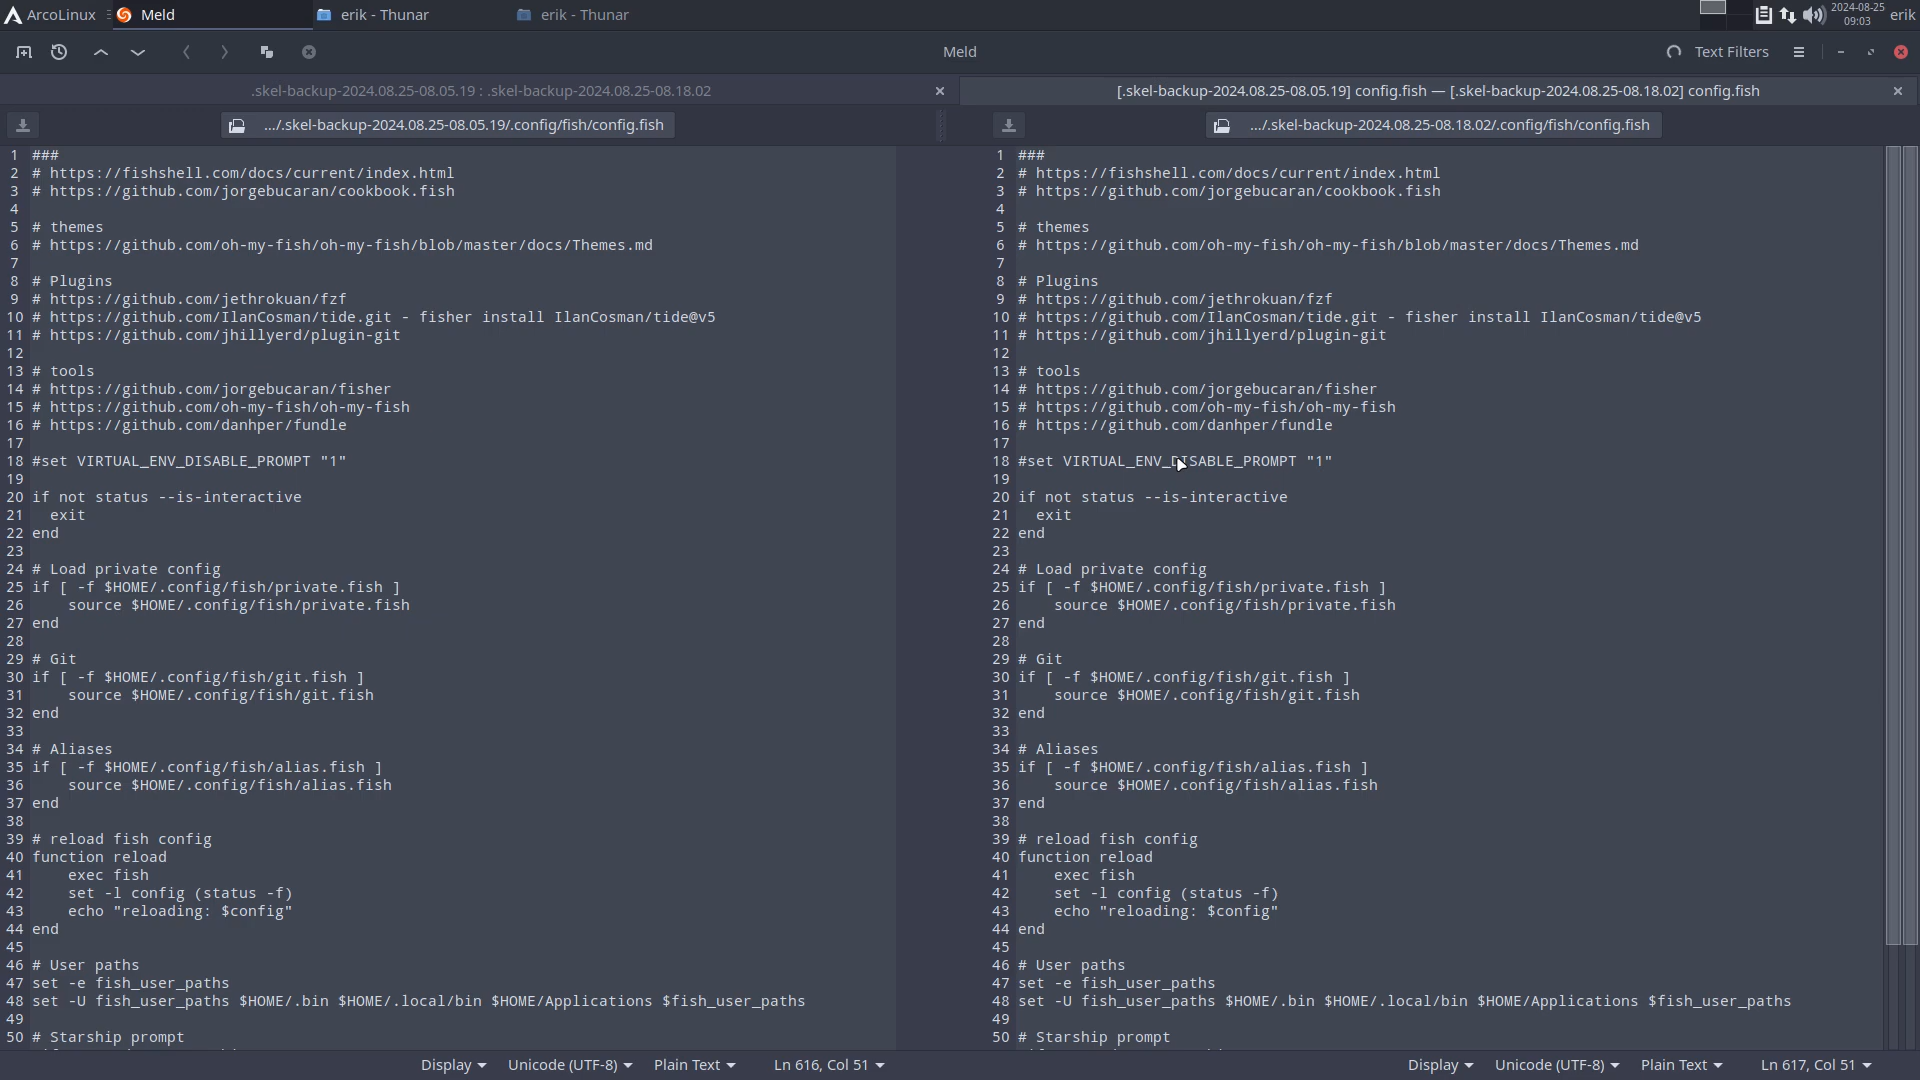 ArcoLinux
Meld
erik - Thunar
erik - Thunar
2024-08-25
09:03
erik
Meld
Text Filters
.skel-backup-2024.08.25-08.05.19 : .skel-backup-2024.08.25-08.18.02
[.skel-backup-2024.08.25-08.05.19] config.fish — [.skel-backup-2024.08.25-08.18.02] config.fish
.../.skel-backup-2024.08.25-08.05.19/.config/fish/config.fish
.../.skel-backup-2024.08.25-08.18.02/.config/fish/config.fish
1 ###
2 # https://fishshell.com/docs/current/index.html
3 # https://github.com/jorgebucaran/cookbook.fish
4
5 # themes
6 # https://github.com/oh-my-fish/oh-my-fish/blob/master/docs/Themes.md
7
8 # Plugins
9 # https://github.com/jethrokuan/fzf
10 # https://github.com/IlanCosman/tide.git - fisher install IlanCosman/tide@v5
11 # https://github.com/jhillyerd/plugin-git
12
13 # tools
14 # https://github.com/jorgebucaran/fisher
15 # https://github.com/oh-my-fish/oh-my-fish
16 # https://github.com/danhper/fundle
17
18 #set VIRTUAL_ENV_DISABLE_PROMPT "1"
19
20 if not status --is-interactive
21   exit
22 end
23
24 # Load private config
25 if [ -f $HOME/.config/fish/private.fish ]
26     source $HOME/.config/fish/private.fish
27 end
28
29 # Git
30 if [ -f $HOME/.config/fish/git.fish ]
31     source $HOME/.config/fish/git.fish
32 end
33
34 # Aliases
35 if [ -f $HOME/.config/fish/alias.fish ]
36     source $HOME/.config/fish/alias.fish
37 end
38
39 # reload fish config
40 function reload
41     exec fish
42     set -l config (status -f)
43     echo "reloading: $config"
44 end
45
46 # User paths
47 set -e fish_user_paths
48 set -U fish_user_paths $HOME/.bin $HOME/.local/bin $HOME/Applications $fish_user_paths
49
50 # Starship prompt
1 ###
2 # https://fishshell.com/docs/current/index.html
3 # https://github.com/jorgebucaran/cookbook.fish
4
5 # themes
6 # https://github.com/oh-my-fish/oh-my-fish/blob/master/docs/Themes.md
7
8 # Plugins
9 # https://github.com/jethrokuan/fzf
10 # https://github.com/IlanCosman/tide.git - fisher install IlanCosman/tide@v5
11 # https://github.com/jhillyerd/plugin-git
12
13 # tools
14 # https://github.com/jorgebucaran/fisher
15 # https://github.com/oh-my-fish/oh-my-fish
16 # https://github.com/danhper/fundle
17
18 #set VIRTUAL_ENV_DISABLE_PROMPT "1"
19
20 if not status --is-interactive
21   exit
22 end
23
24 # Load private config
25 if [ -f $HOME/.config/fish/private.fish ]
26     source $HOME/.config/fish/private.fish
27 end
28
29 # Git
30 if [ -f $HOME/.config/fish/git.fish ]
31     source $HOME/.config/fish/git.fish
32 end
33
34 # Aliases
35 if [ -f $HOME/.config/fish/alias.fish ]
36     source $HOME/.config/fish/alias.fish
37 end
38
39 # reload fish config
40 function reload
41     exec fish
42     set -l config (status -f)
43     echo "reloading: $config"
44 end
45
46 # User paths
47 set -e fish_user_paths
48 set -U fish_user_paths $HOME/.bin $HOME/.local/bin $HOME/Applications $fish_user_paths
49
50 # Starship prompt
Display
Unicode (UTF-8)
Plain Text
Ln 616, Col 51
Display
Unicode (UTF-8)
Plain Text
Ln 617, Col 51